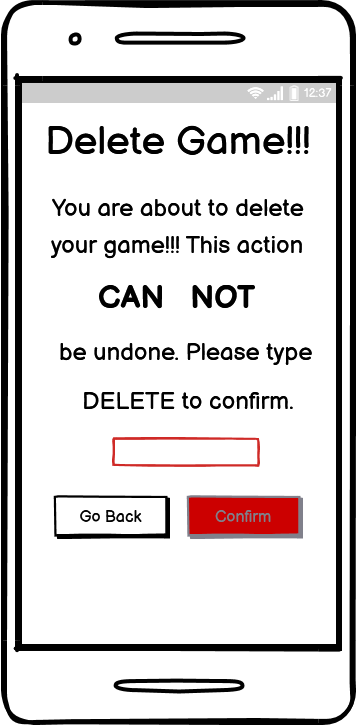 12:37
Delete Game!!!
You are about to delete
your game!!! This action
CAN NOT
be undone. Please type
DELETE to confirm.
Go Back Confirm